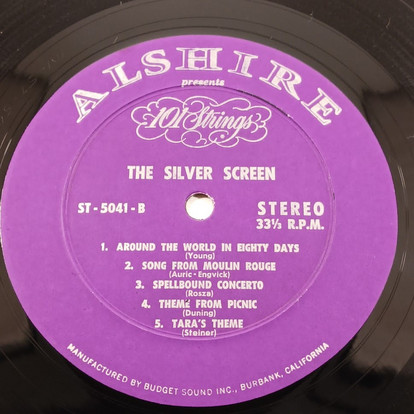 ALSHIRE
presents
101 Strings
THE SILVER SCREEN
ST-5041-B
STEREO
33⅓ R.P.M.
1. AROUND THE WORLD IN EIGHTY DAYS
(Young)
2. SONG FROM MOULIN ROUGE
(Auric-Engvick)
3. SPELLBOUND CONCERTO
(Rosza)
4. THEME FROM PICNIC
(Duning)
5. TARA'S THEME
(Steiner)
MANUFACTURED BY BUDGET SOUND INC., BURBANK, CALIFORNIA